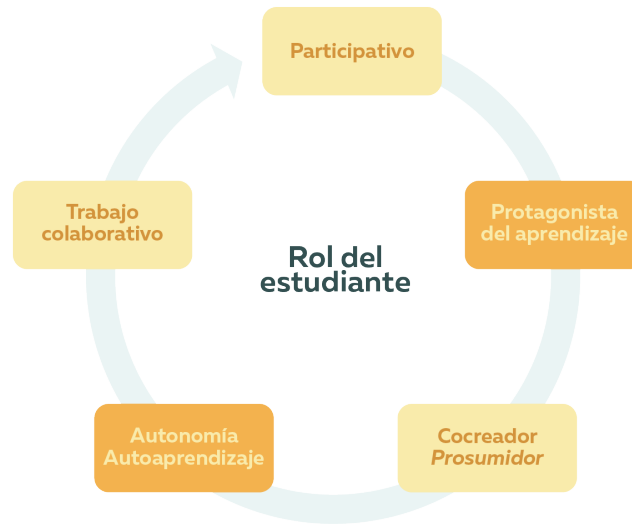 Participativo
Protagonista
del aprendizaje
Cocreador
Prosumidor
Autonomía
Autoaprendizaje
Trabajo
colaborativo
Rol del
estudiante